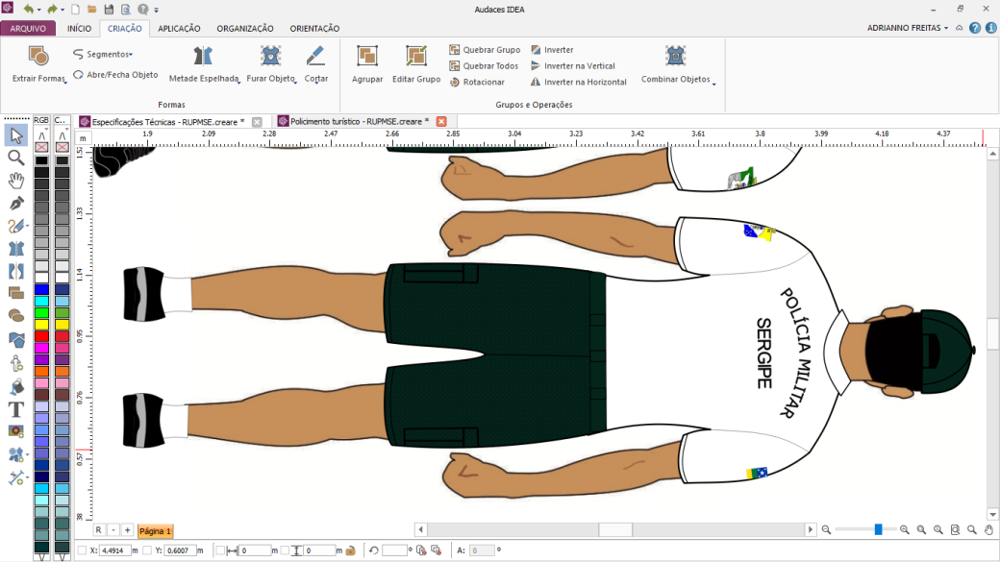 Audaces IDEA
ARQUIVO INÍCIO CRIAÇÃO APLICAÇÃO ORGANIZAÇÃO ORIENTAÇÃO ADRIANNO FREITAS
Extrair Formas
Segmentos
Abre/Fecha Objeto
Metade Espelhada
Furar Objeto
Cortar
Formas
Agrupar
Editar Grupo
Quebrar Grupo
Quebrar Todos
Rotacionar
Inverter
Inverter na Vertical
Inverter na Horizontal
Combinar Objetos
Grupos e Operações
RGB C...
Especificações Técnicas - RUPMSE.creare *
Policimento turístico - RUPMSE.creare *
m 1.9 2.09 2.28 2.47 2.66 2.85 3.04 3.23 3.42 3.61 3.8 3.99 4.18 4.37
1.52
1.33
1.14
0.95
0.76
0.57
38
POLÍCIA MILITAR
SERGIPE
R - + Página 1
X: 4,4914 m Y: 0,6007 m 0 m 0 m º A: 0 º